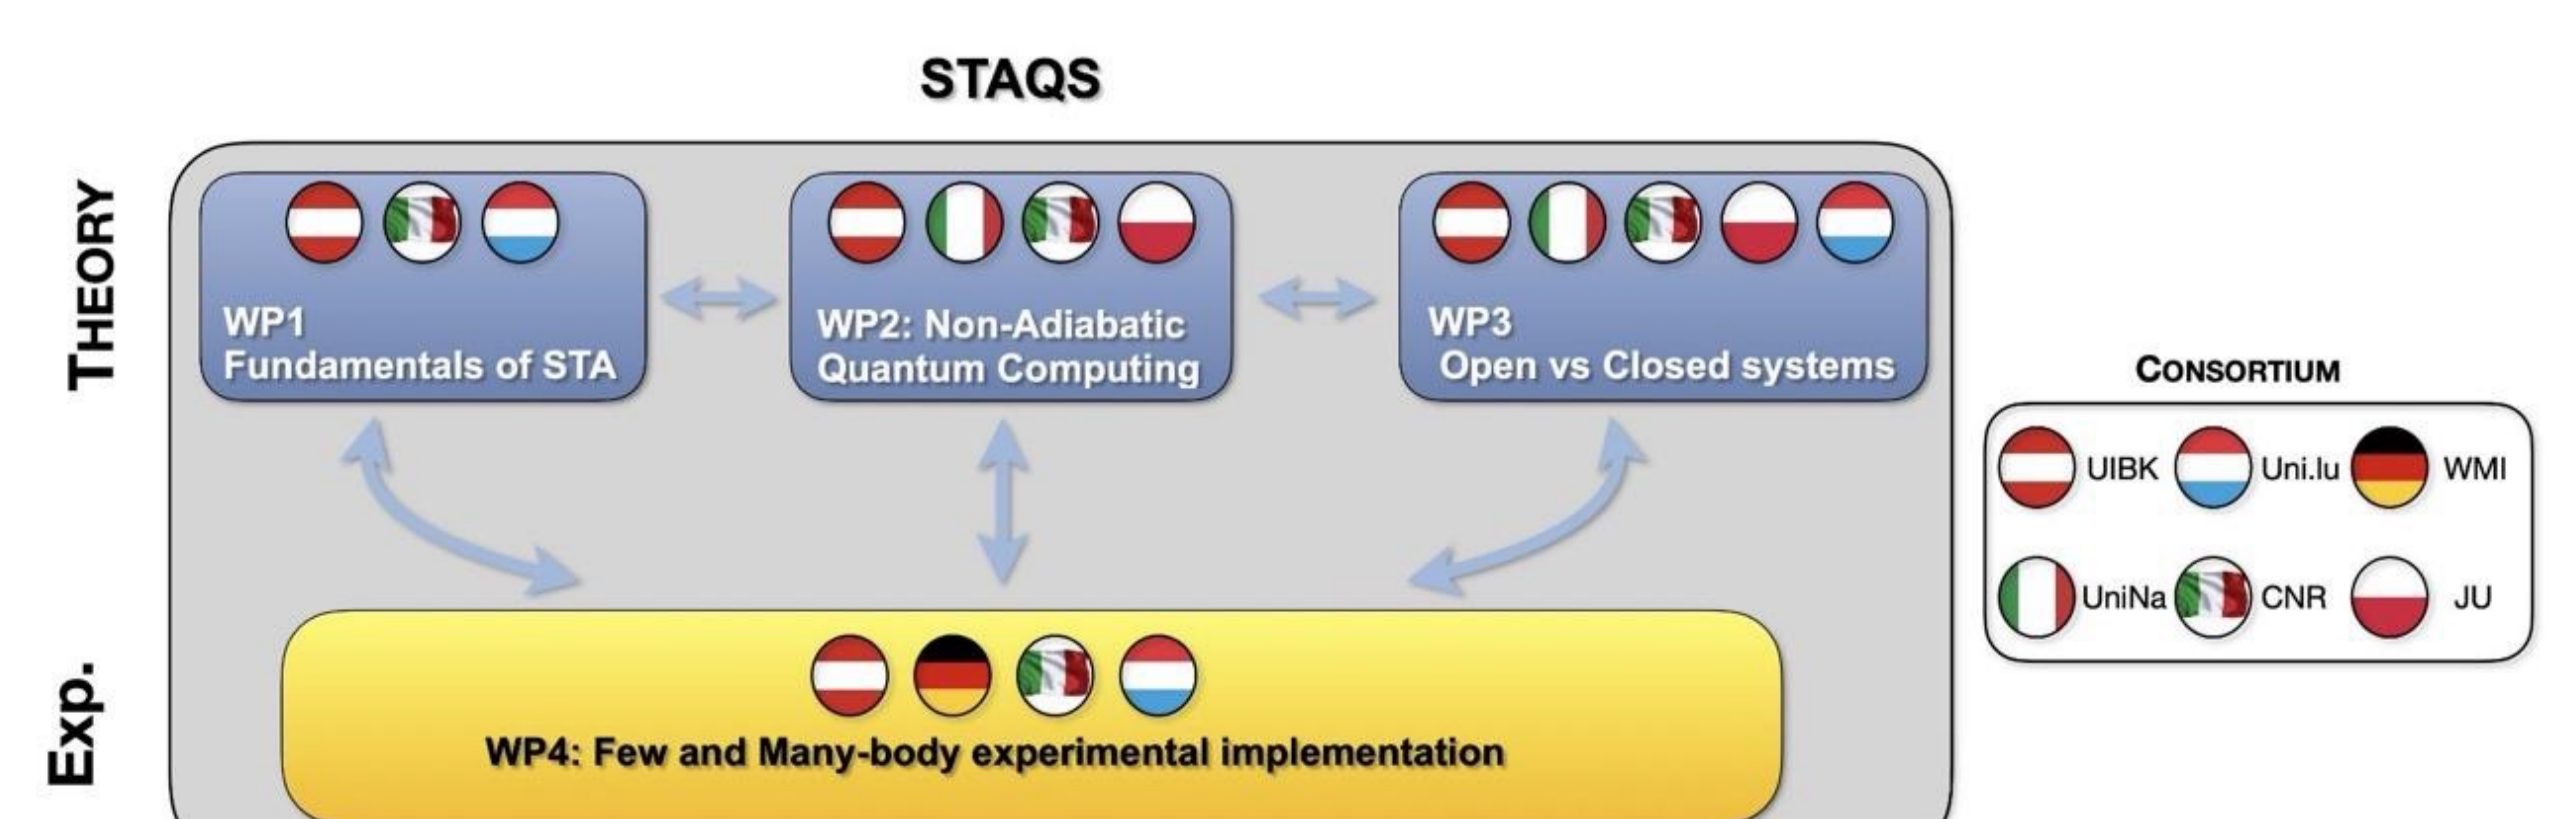 STAQS
THEORY
WP1
Fundamentals of STA
WP2: Non-Adiabatic
Quantum Computing
WP3
Open vs Closed systems
CONSORTIUM
UIBK
Uni.lu
WMI
UniNa
CNR
JU
Exp.
WP4: Few and Many-body experimental implementation